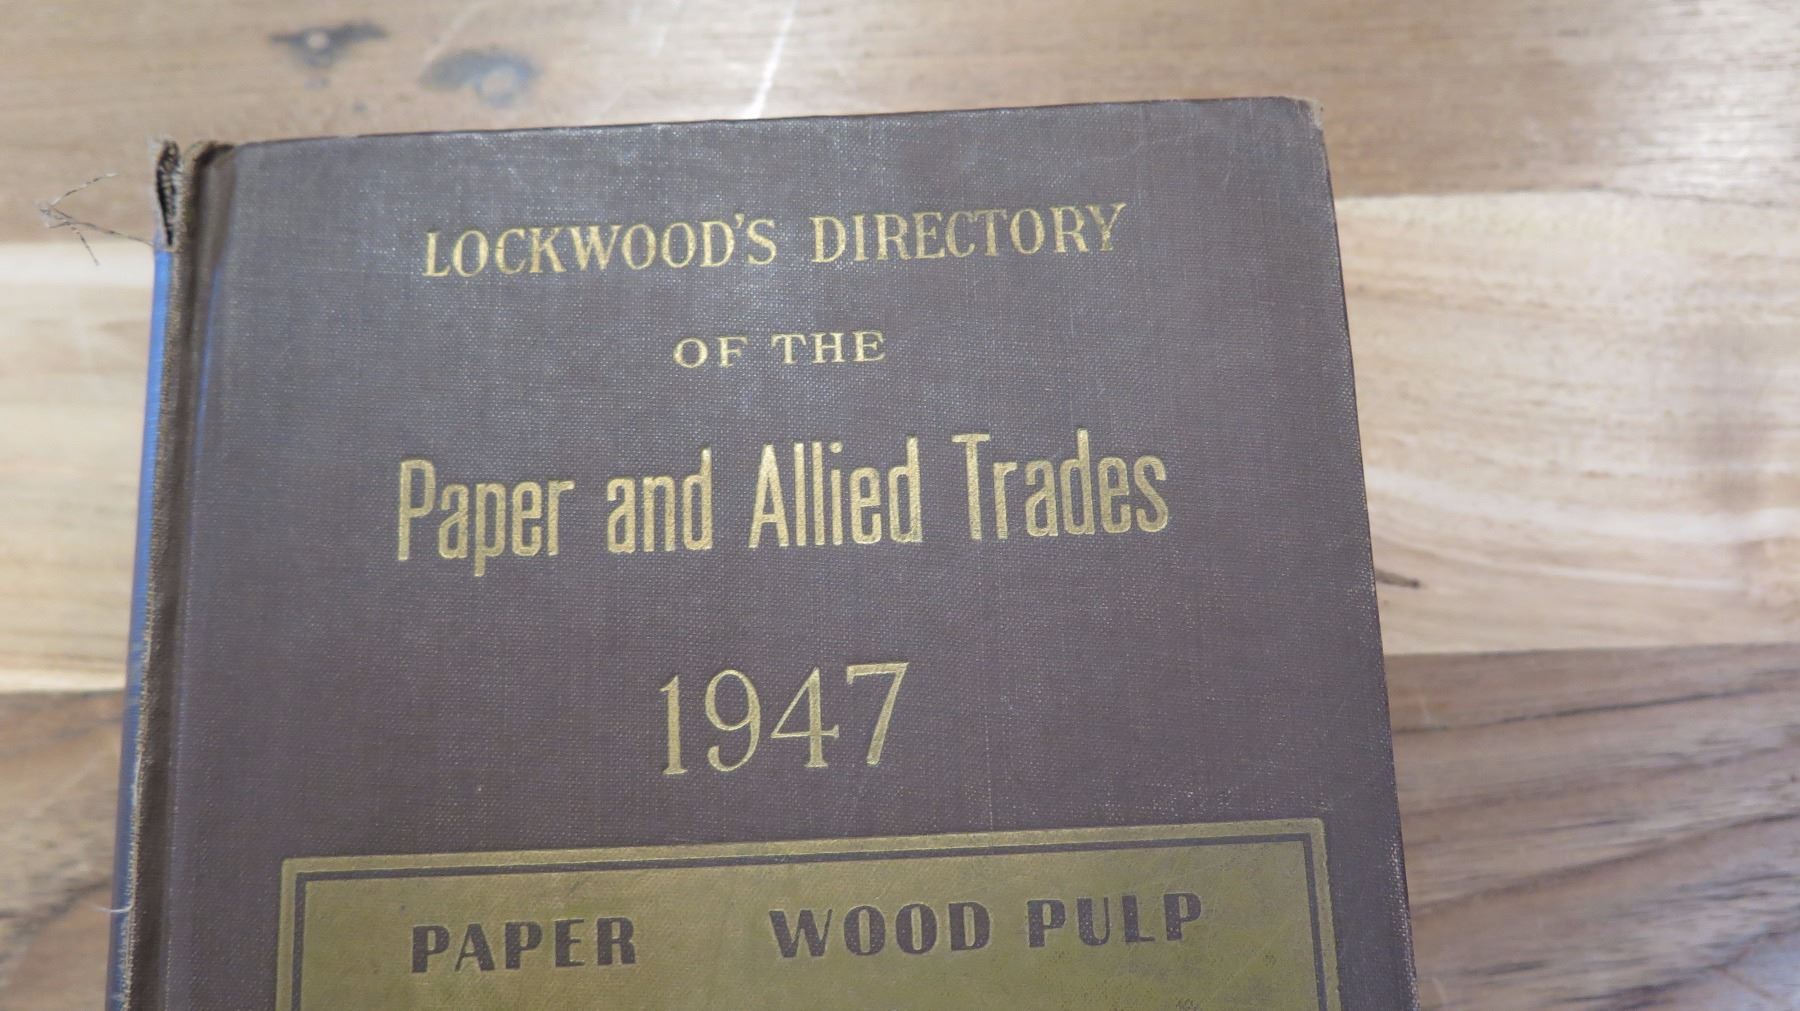 LOCKWOOD'S DIRECTORY
OF THE
Paper and Allied Trades
1947
PAPER WOOD PULP